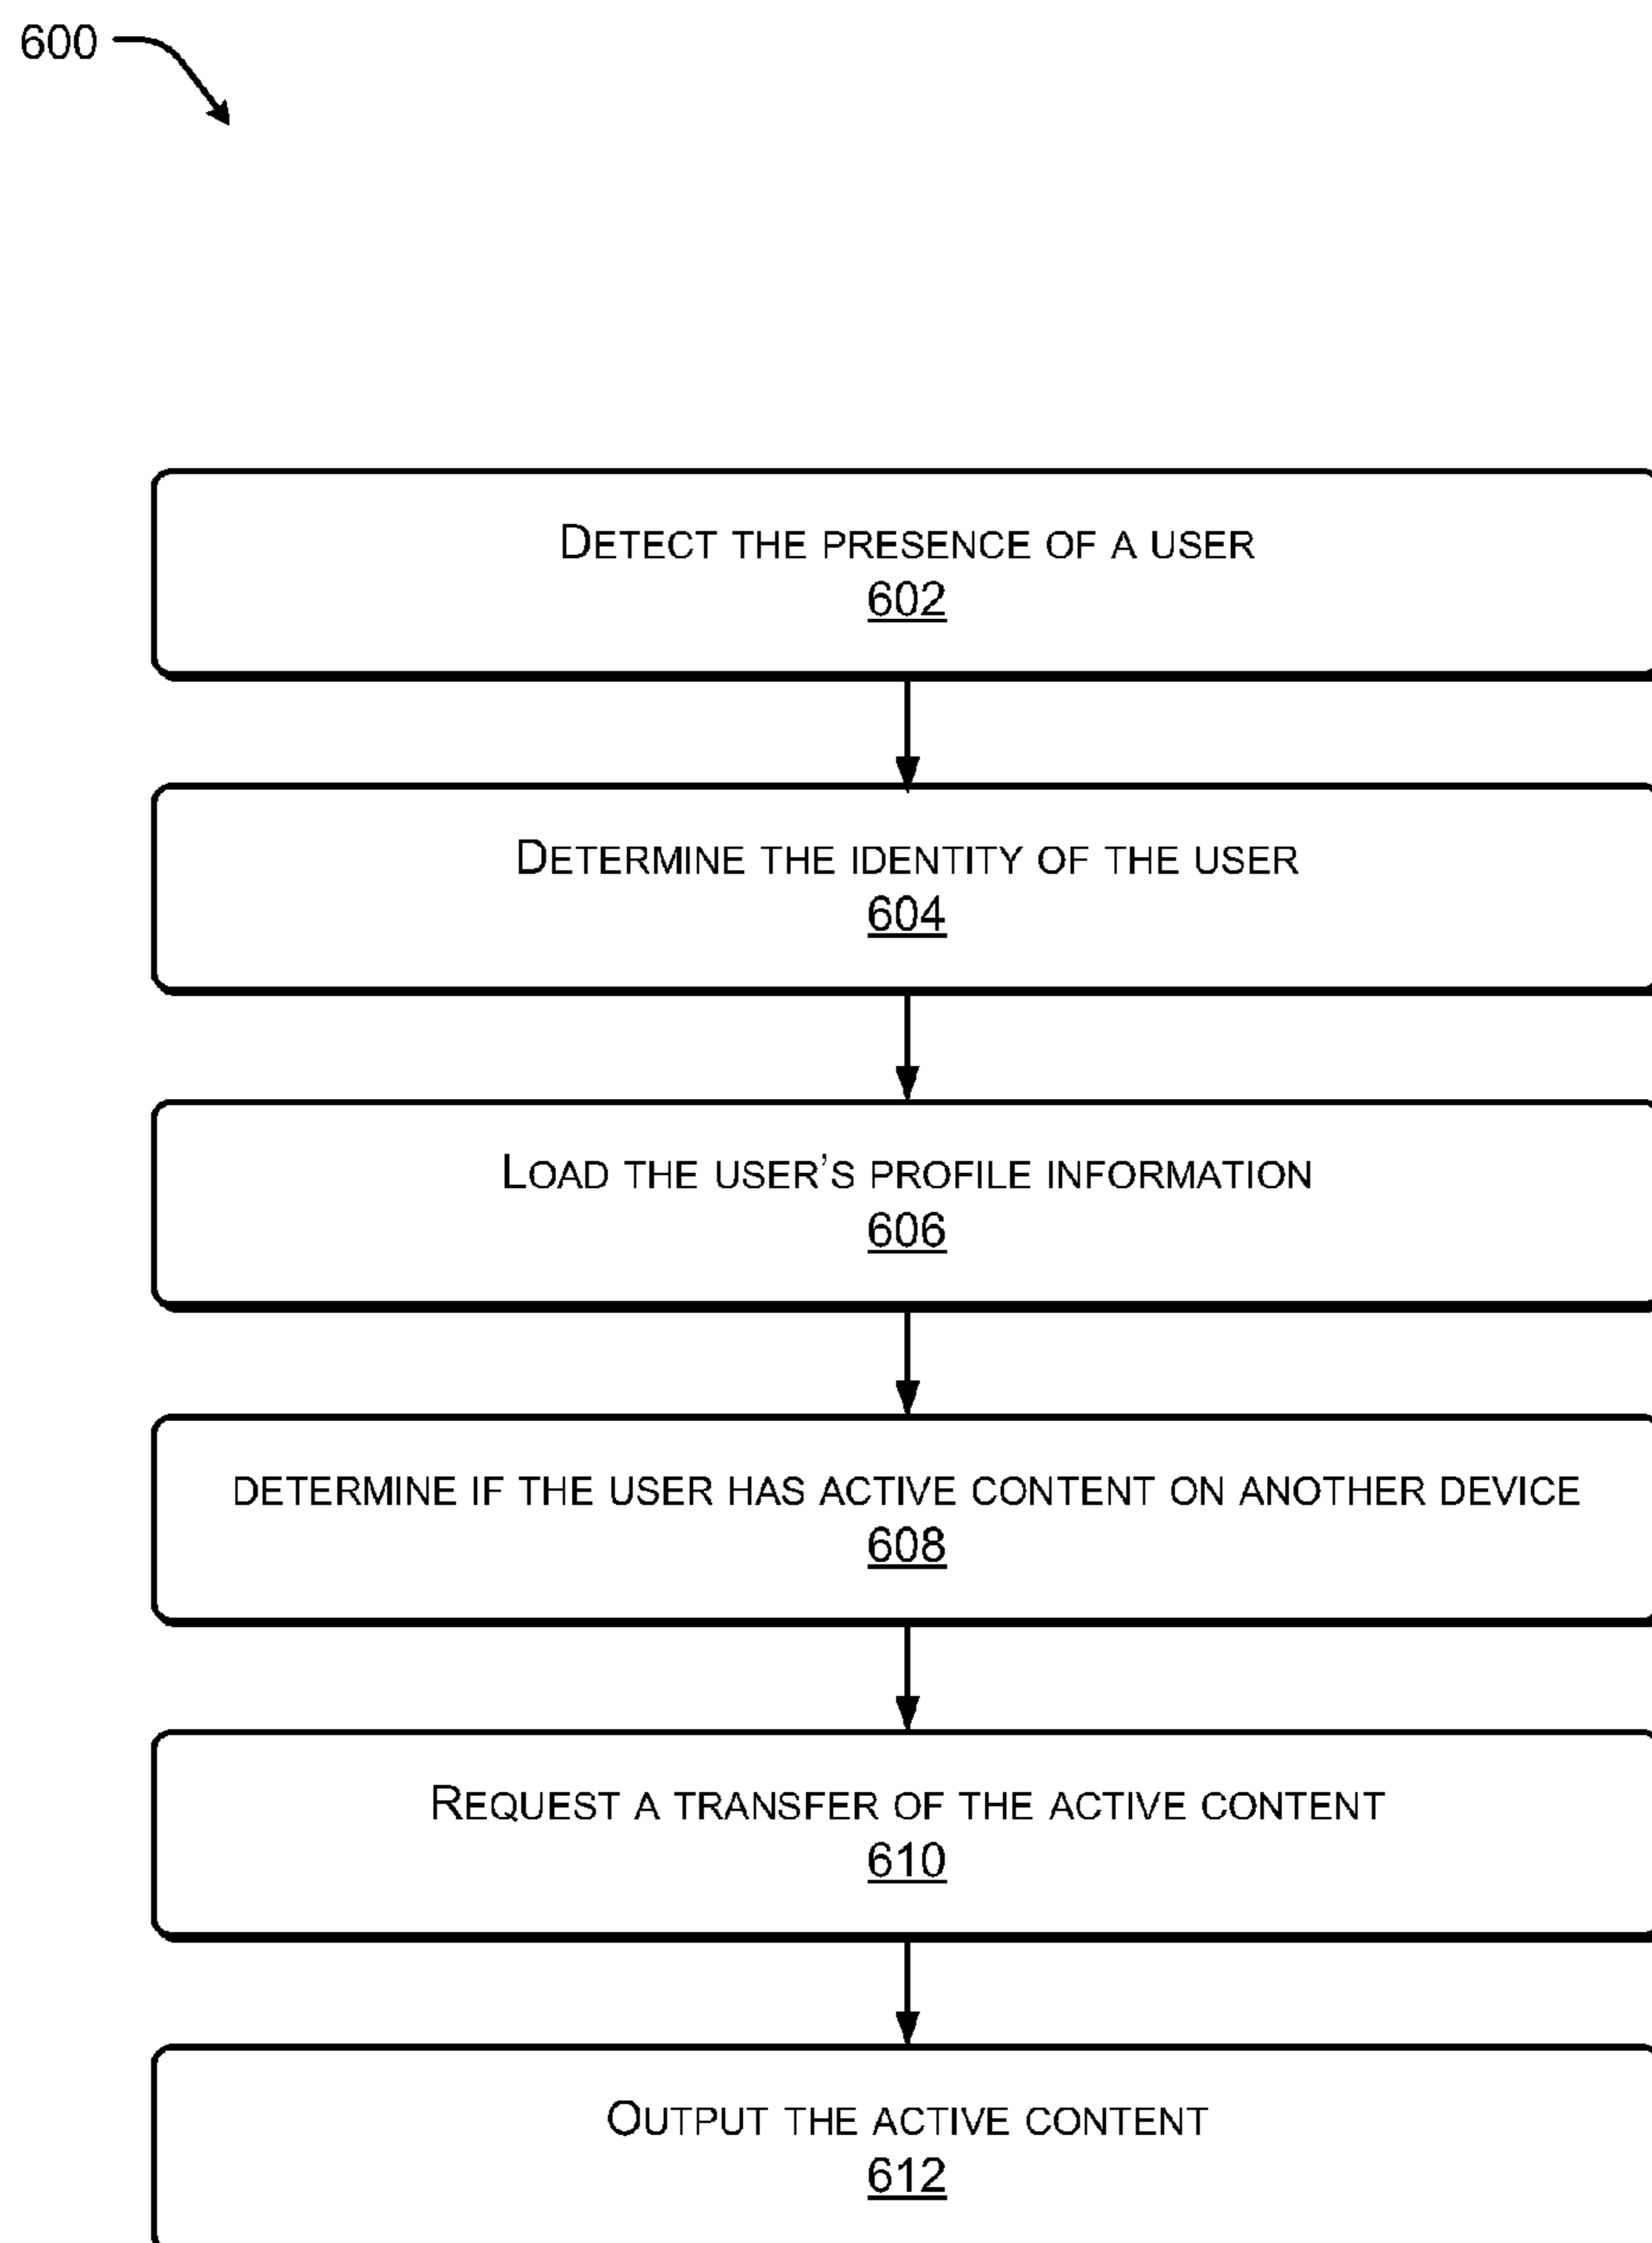 600
DETECT THE PRESENCE OF A USER
602
DETERMINE THE IDENTITY OF THE USER
604
LOAD THE USER'S PROFILE INFORMATION
606
DETERMINE IF THE USER HAS ACTIVE CONTENT ON ANOTHER DEVICE
608
REQUEST A TRANSFER OF THE ACTIVE CONTENT
610
OUTPUT THE ACTIVE CONTENT
612